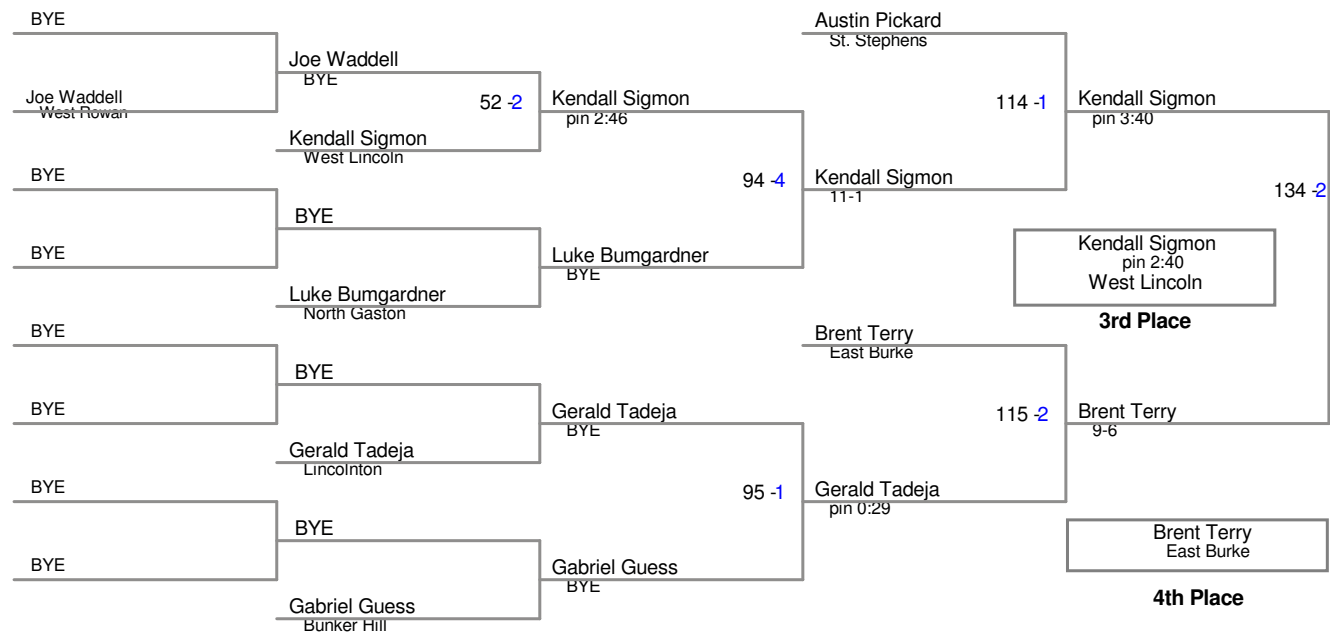 BYE
Joe Waddell
West Rowan
BYE
BYE
BYE
BYE
BYE
BYE
Joe Waddell
BYE
Kendall Sigmon
West Lincoln
BYE
Luke Bumgardner
North Gaston
BYE
Gerald Tadeja
Lincolnton
BYE
Gabriel Guess
Bunker Hill
52 -2
Kendall Sigmon
pin 2:46
Luke Bumgardner
BYE
Gerald Tadeja
BYE
Gabriel Guess
BYE
94 -4
95 -1
Austin Pickard
St. Stephens
Kendall Sigmon
11-1
Brent Terry
East Burke
Gerald Tadeja
pin 0:29
114 -1
115 -2
Kendall Sigmon
pin 3:40
Brent Terry
9-6
134 -2
Kendall Sigmon
pin 2:40
West Lincoln
3rd Place
Brent Terry
East Burke
4th Place